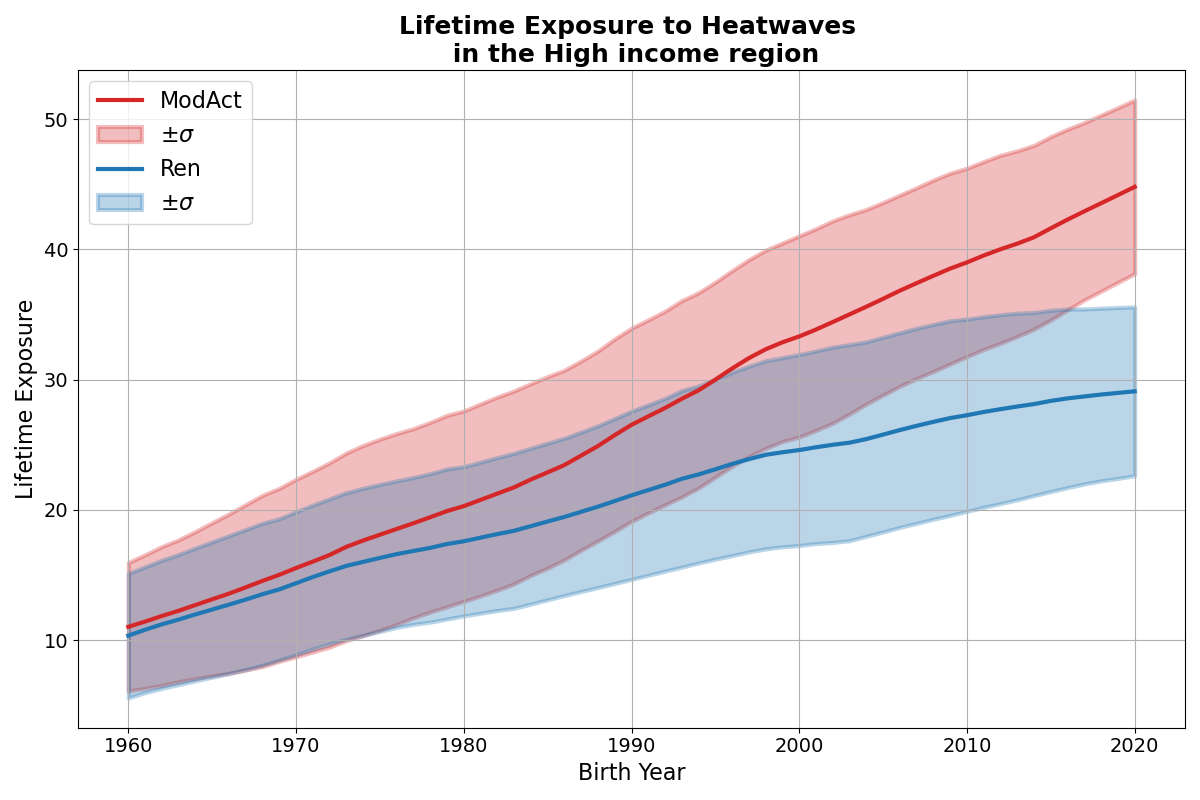 Lifetime Exposure to Heatwaves
in the High income region
ModAct
±σ
Ren
±σ
50
40
30
20
10
Lifetime Exposure
1960 1970 1980 1990 2000 2010 2020
Birth Year